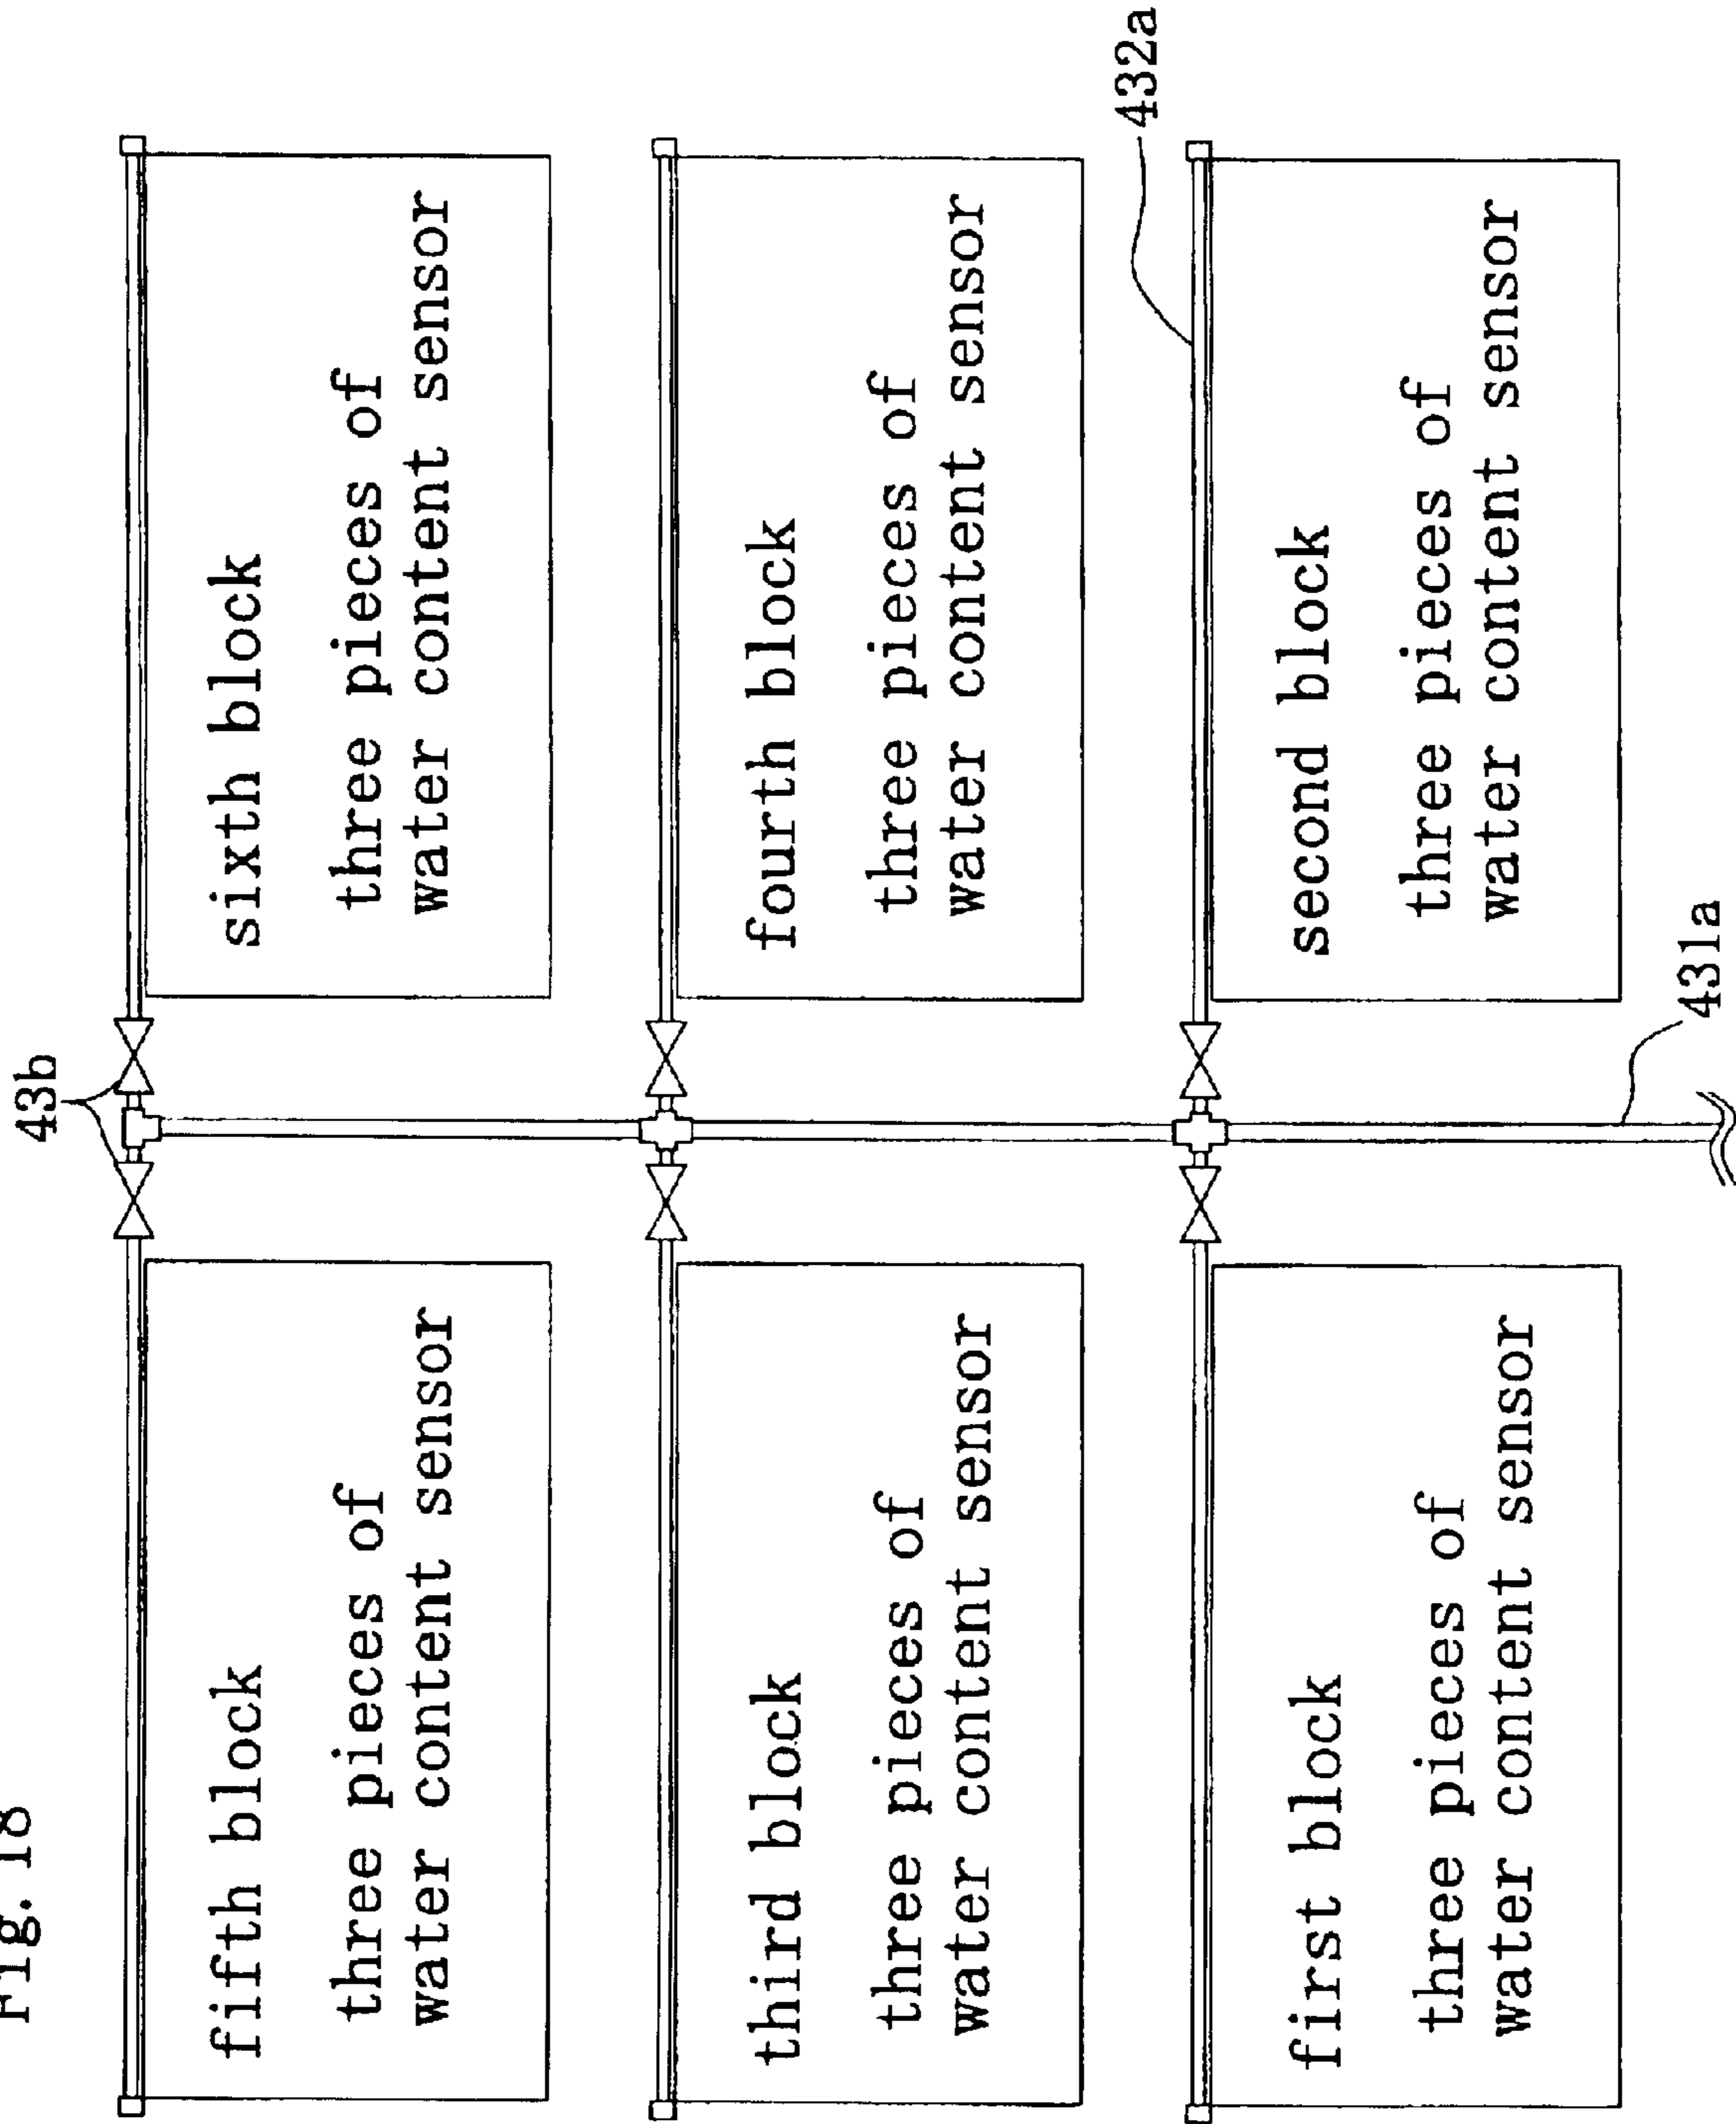 Fig. 18
43b
fifth block
three pieces of
water content sensor
sixth block
three pieces of
water content sensor
third block
three pieces of
water content sensor
fourth block
three pieces of
water content sensor
432a
first block
three pieces of
water content sensor
second block
three pieces of
water content sensor
431a